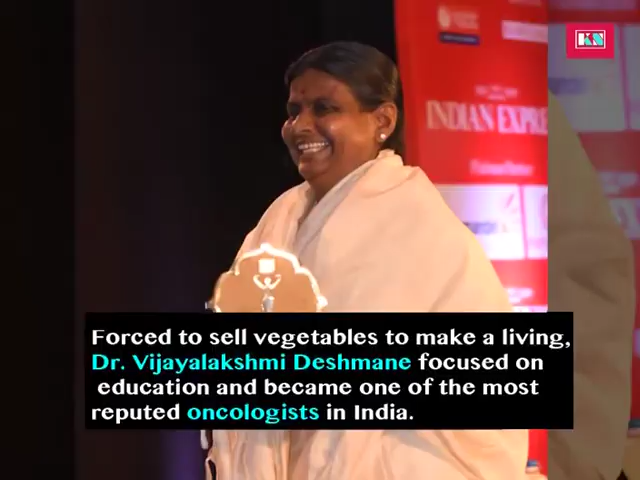 KN
INDIAN EXPRE
Forced to sell vegetables to make a living,
Dr. Vijayalakshmi Deshmane focused on
education and became one of the most
reputed oncologists in India.